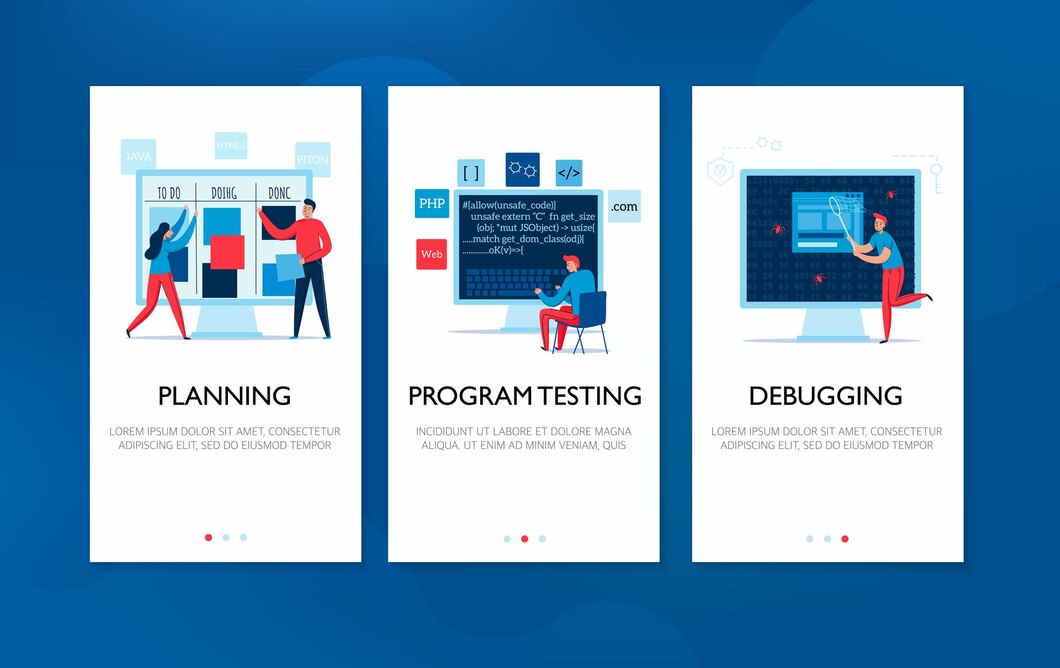 JAVA
HTML5
PITON
TO DO
DOIHG
DONC
PLANNING
LOREM IPSUM DOLOR SIT AMET, CONSECTETUR
ADIPISCING ELIT, SED DO EIUSMOD TEMPOR
[ ]
</>
PHP
.com
Web
#[allow(unsafe_code)]
unsafe extern "C" fn get_size
(obj; *mut JSObject) -> usize{
.....match get_dom_class(odj){
..............oK(v)=>{
PROGRAM TESTING
INCIDIDUNT UT LABORE ET DOLORE MAGNA
ALIQUA. UT ENIM AD MINIM VENIAM, QUIS
DEBUGGING
LOREM IPSUM DOLOR SIT AMET, CONSECTETUR
ADIPISCING ELIT, SED DO EIUSMOD TEMPOR